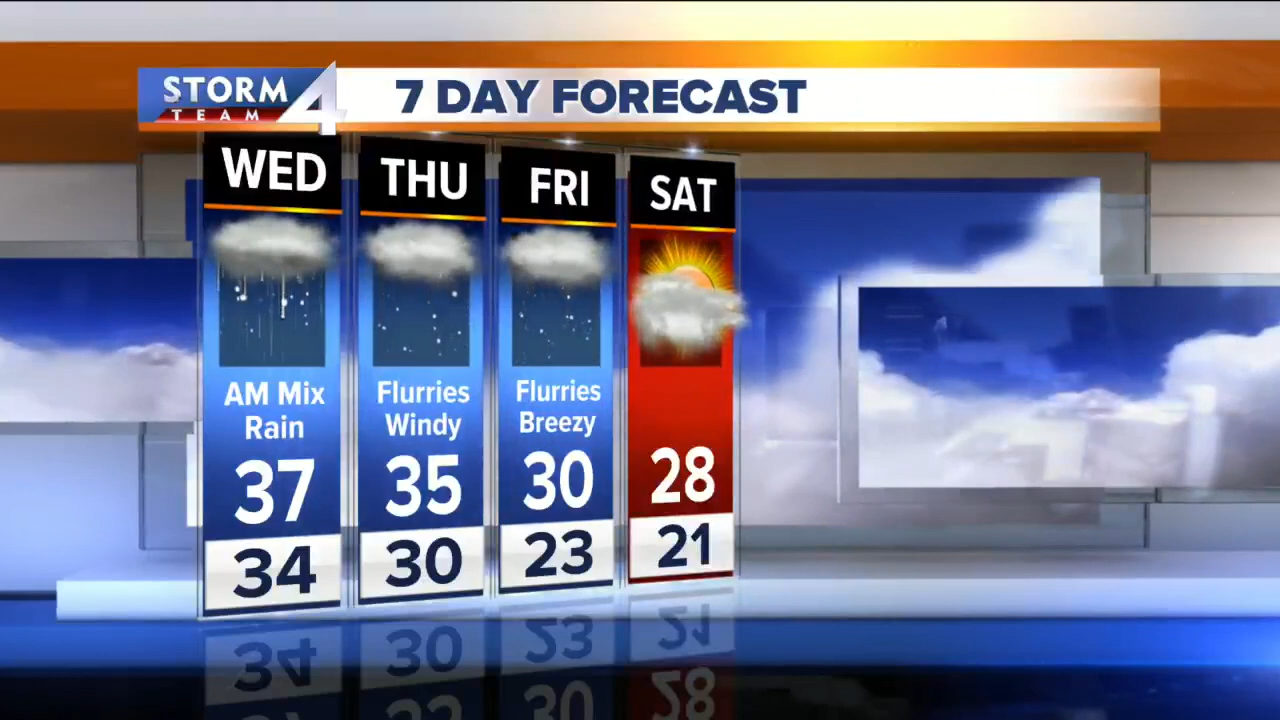 STORM
TEAM 4
7 DAY FORECAST
WED
THU
FRI
SAT
AM Mix
Rain
Flurries
Windy
Flurries
Breezy
37
35
30
28
34
30
23
21